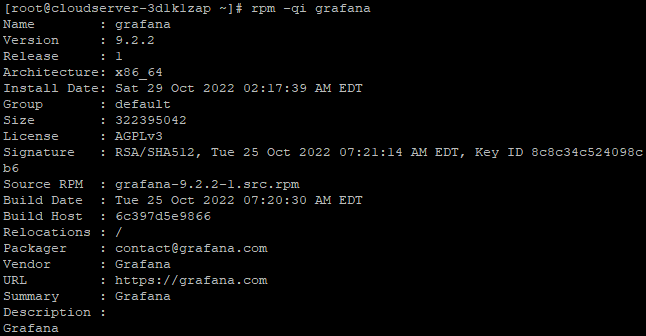 [root@cloudserver-3dlklzap ~]# rpm -qi grafana
Name        : grafana
Version     : 9.2.2
Release     : 1
Architecture: x86_64
Install Date: Sat 29 Oct 2022 02:17:39 AM EDT
Group       : default
Size        : 322395042
License     : AGPLv3
Signature   : RSA/SHA512, Tue 25 Oct 2022 07:21:14 AM EDT, Key ID 8c8c34c524098c
b6
Source RPM  : grafana-9.2.2-1.src.rpm
Build Date  : Tue 25 Oct 2022 07:20:30 AM EDT
Build Host  : 6c397d5e9866
Relocations : /
Packager    : contact@grafana.com
Vendor      : Grafana
URL         : https://grafana.com
Summary     : Grafana
Description :
Grafana